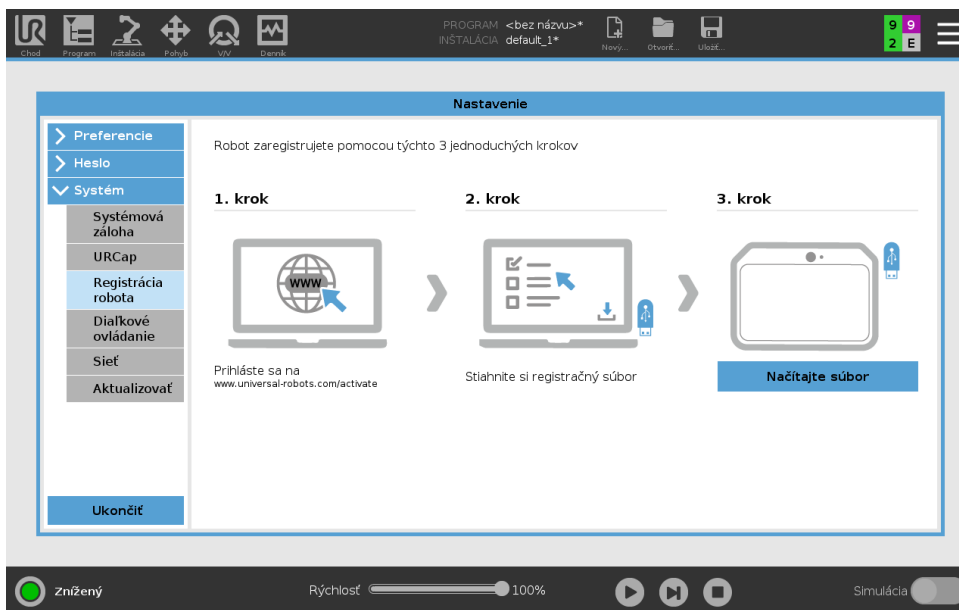 UR
PROGRAM <bez názvu>*
INŠTALÁCIA default_1*
Chod
Program
Inštalácia
Pohyb
V/V
Denník
Nový...
Otvoriť...
Uložiť...
9 9
2 E
Nastavenie
Preferencie
Heslo
Systém
Systémová
záloha
URCap
Registrácia
robota
Diaľkové
ovládanie
Sieť
Aktualizovať
Ukončiť
Robot zaregistrujete pomocou týchto 3 jednoduchých krokov
1. krok
2. krok
3. krok
WWW
Prihláste sa na
www.universal-robots.com/activate
Stiahnite si registračný súbor
Načítajte súbor
Znížený
Rýchlosť
100%
Simulácia